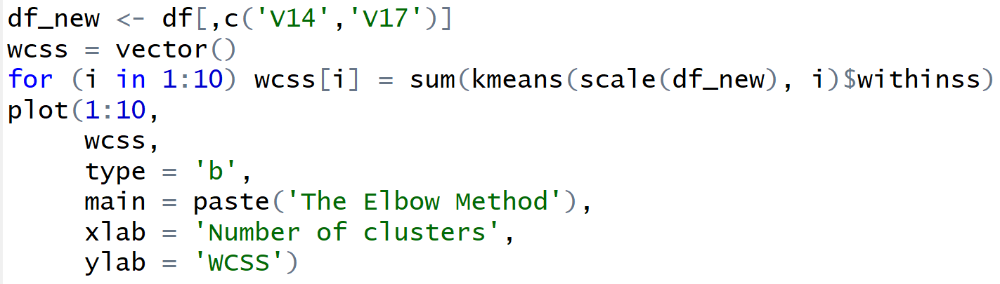 df_new <- df[,c('V14','V17')]
wcss = vector()
for (i in 1:10) wcss[i] = sum(kmeans(scale(df_new), i)$withinss)
plot(1:10,
     wcss,
     type = 'b',
     main = paste('The Elbow Method'),
     xlab = 'Number of clusters',
     ylab = 'WCSS')